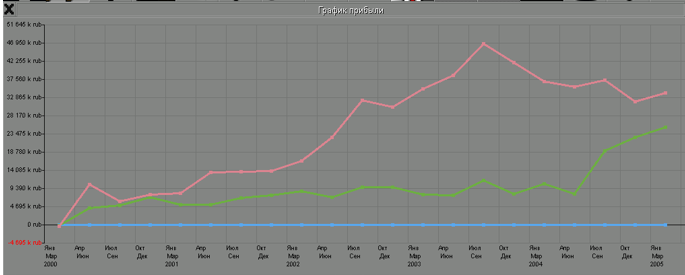 График прибыли
51 645 k rub
46 950 k rub
42 255 k rub
37 560 k rub
32 865 k rub
28 170 k rub
23 475 k rub
18 780 k rub
14 085 k rub
9 390 k rub
4 695 k rub
0 rub
-4 695 k rub
Янв Апр Июл Окт Янв Апр Июл Окт Янв Апр Июл Окт Янв Апр Июл Окт Янв Апр Июл Окт Янв
Мар Июн Сен Дек Мар Июн Сен Дек Мар Июн Сен Дек Мар Июн Сен Дек Мар Июн Сен Дек Мар
2000 2001 2002 2003 2004 2005